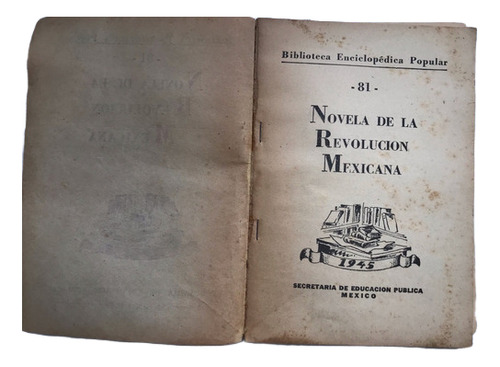 Biblioteca Enciclopédica Popular
- 81 -
NOVELA DE LA
REVOLUCION
MEXICANA
1945
SECRETARIA DE EDUCACION PUBLICA
MEXICO